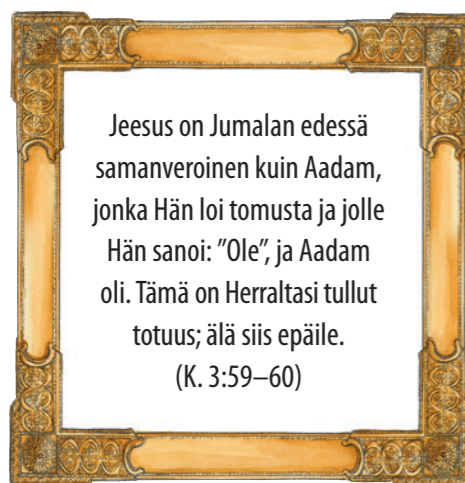 Jeesus on Jumalan edessä
samanveroinen kuin Aadam,
jonka Hän loi tomusta ja jolle
Hän sanoi: ”Ole”, ja Aadam
oli. Tämä on Herraltasi tullut
totuus; älä siis epäile.
(K. 3:59–60)